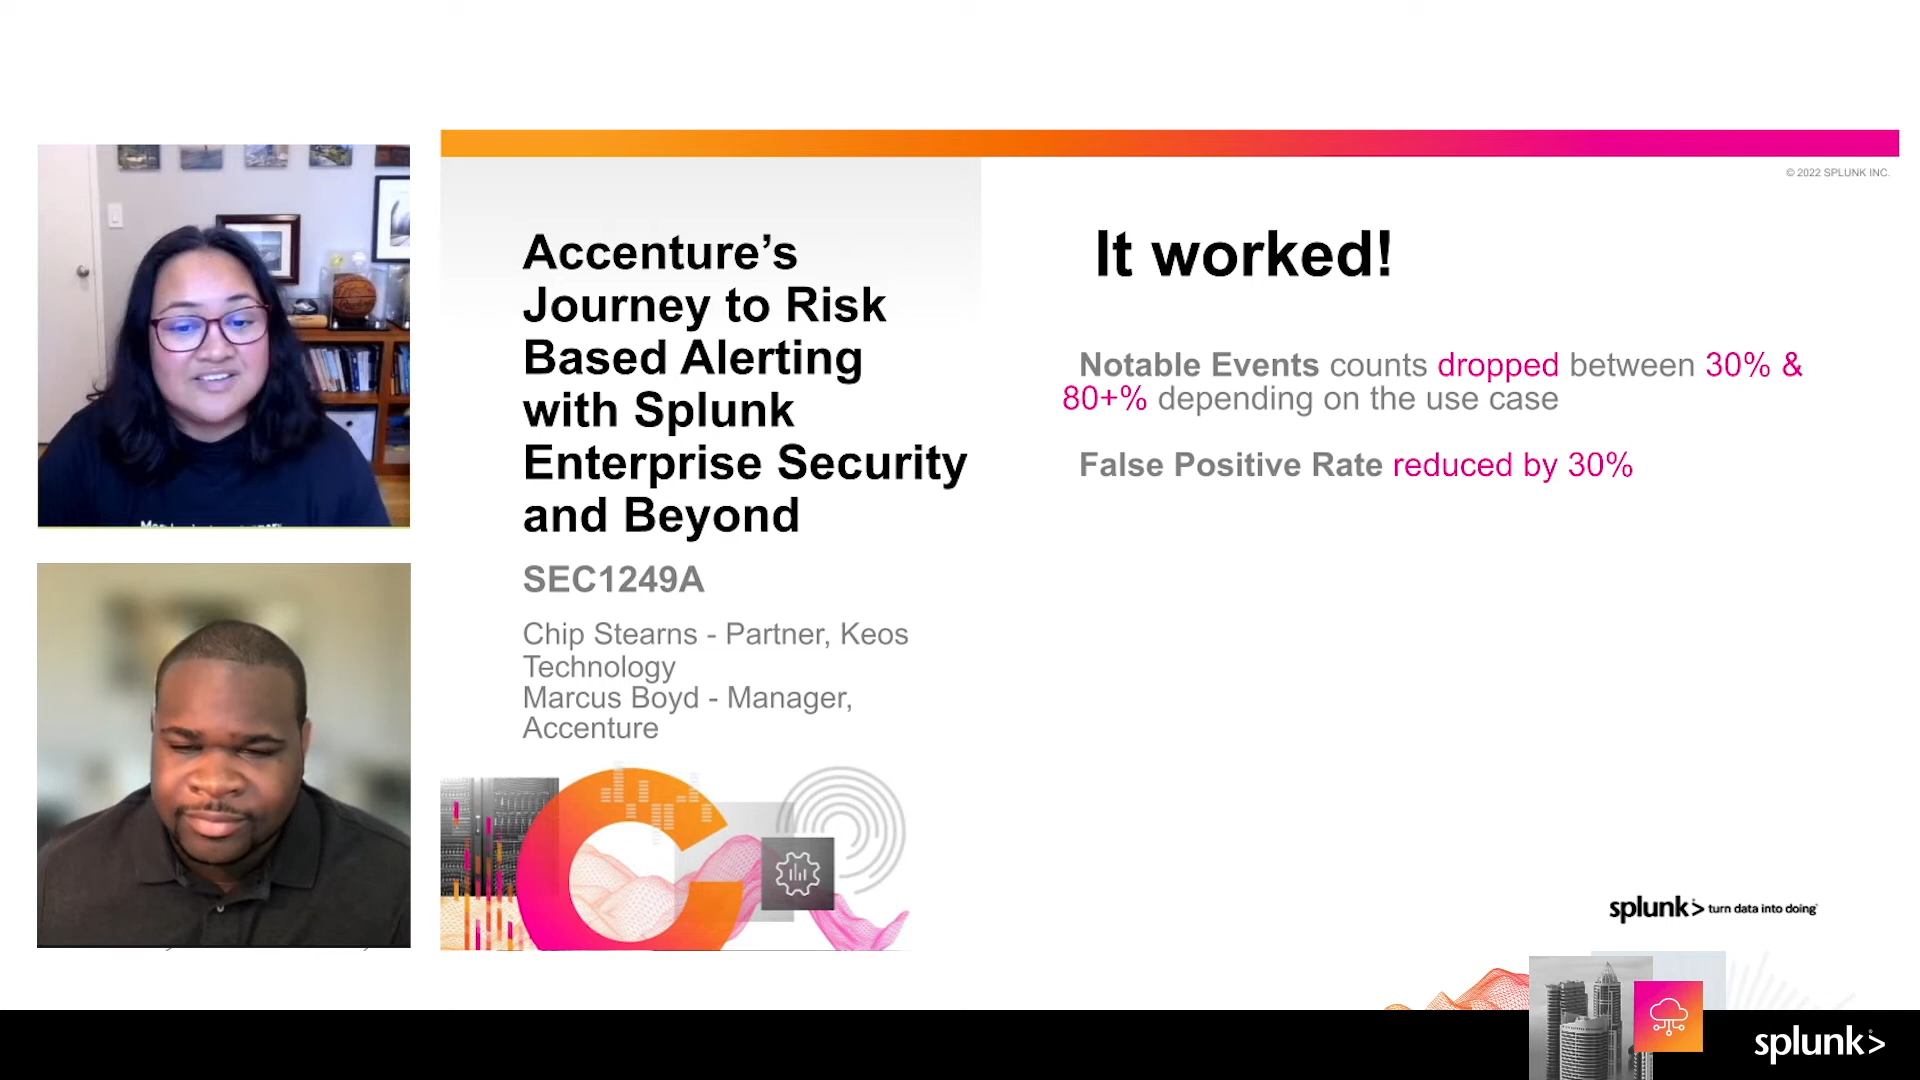 © 2022 SPLUNK INC.
Accenture’s
Journey to Risk
Based Alerting
with Splunk
Enterprise Security
and Beyond
SEC1249A
Chip Stearns - Partner, Keos
Technology
Marcus Boyd - Manager,
Accenture
It worked!
Notable Events counts dropped between 30% &
80+% depending on the use case
False Positive Rate reduced by 30%
splunk> turn data into doing
splunk>